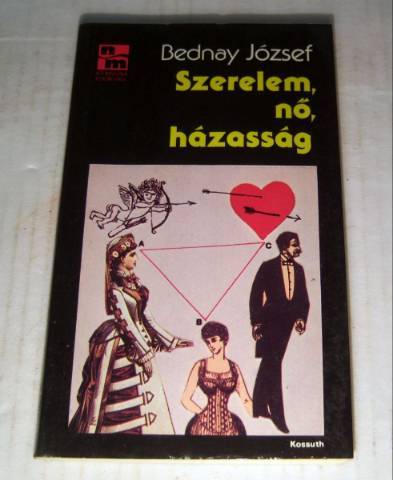 Bednay József
Szerelem,
nő,
házasság
A
C
B
Kossuth